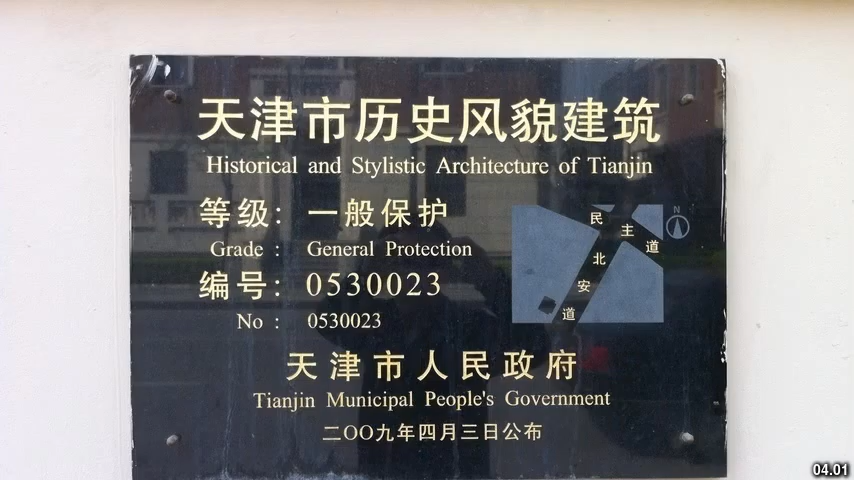 天津市历史风貌建筑
Historical and Stylistic Architecture of Tianjin
等级：一般保护
Grade : General Protection
编号：0530023
No : 0530023
N
民主道
北安道
天津市人民政府
Tianjin Municipal People's Government
二OO九年四月三日公布
04.01